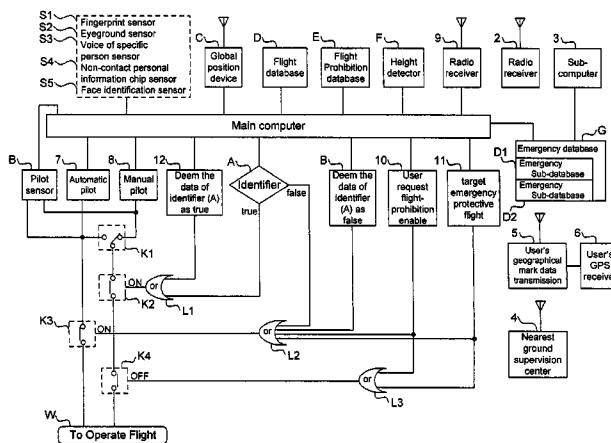 S1
S2
S3
S4
S5
Fingerprint sensor
Eyeground sensor
Voice of specific
person sensor
Non-contact personal
information chip sensor
Face identification sensor
C
Global
position
device
D
Flight
database
E
Flight
Prohibition
database
F
Height
detector
9
Radio
receiver
2
Radio
receiver
3
Sub-
computer
Main computer
G
Emergency database
D1
Emergency
Sub-database
Emergency
Sub-database
D2
B
Pilot
sensor
7
Automatic
pilot
8
Manual
pilot
12
Deem the
data of
identifier (A)
as true
A
Identifier
true
false
B
Deem the
data of
identifier (A)
as false
10
User
request
flight-
prohibition
enable
11
target
emergency
protective
flight
5
User's
geographical
mark data
transmission
6
User's
GPS
receiver
K1
ON
K2
or
L1
K3
ON
or
L2
4
Nearest
ground
supervision
center
K4
OFF
or
L3
W
To Operate Flight